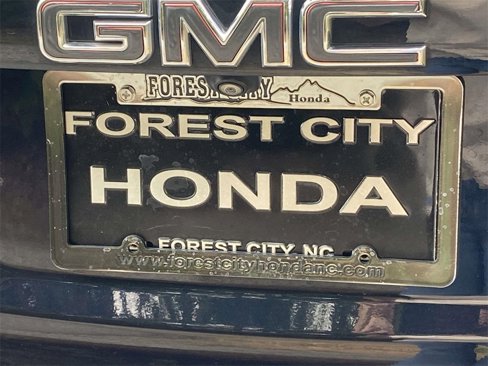 GMC
FOREST CITY
Honda
FOREST CITY
HONDA
FOREST CITY, NC
www.forestcityhondanc.com